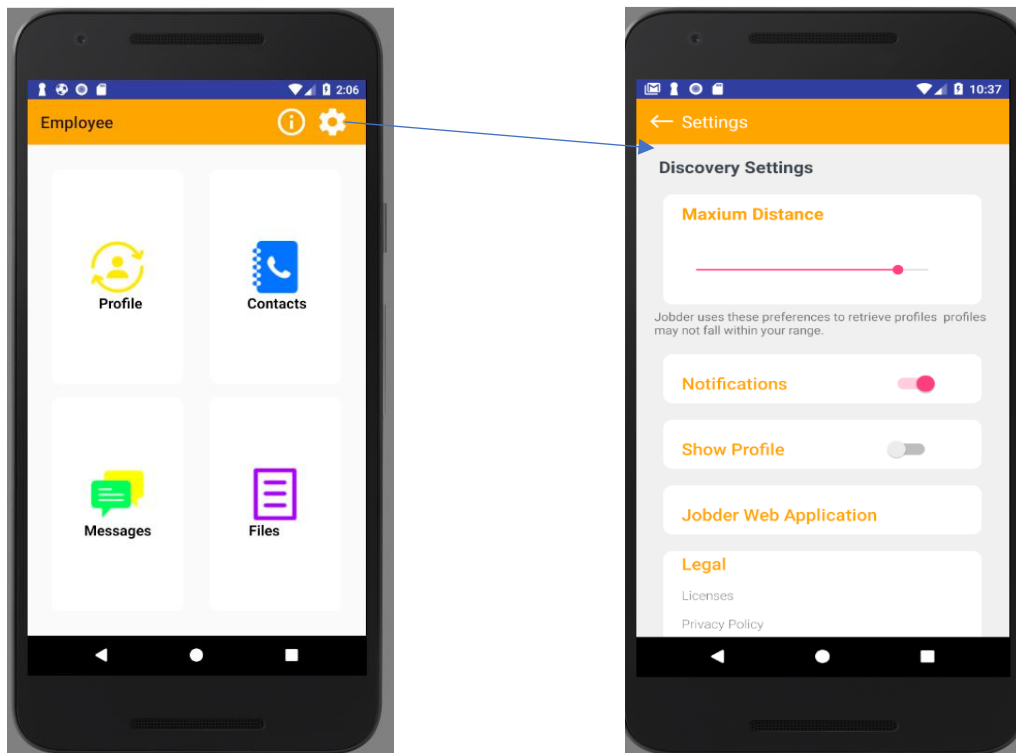 2:06
Employee
Profile
Contacts
Messages
Files
10:37
Settings
Discovery Settings
Maxium Distance
Jobder uses these preferences to retrieve profiles profiles
may not fall within your range.
Notifications
Show Profile
Jobder Web Application
Legal
Licenses
Privacy Policy